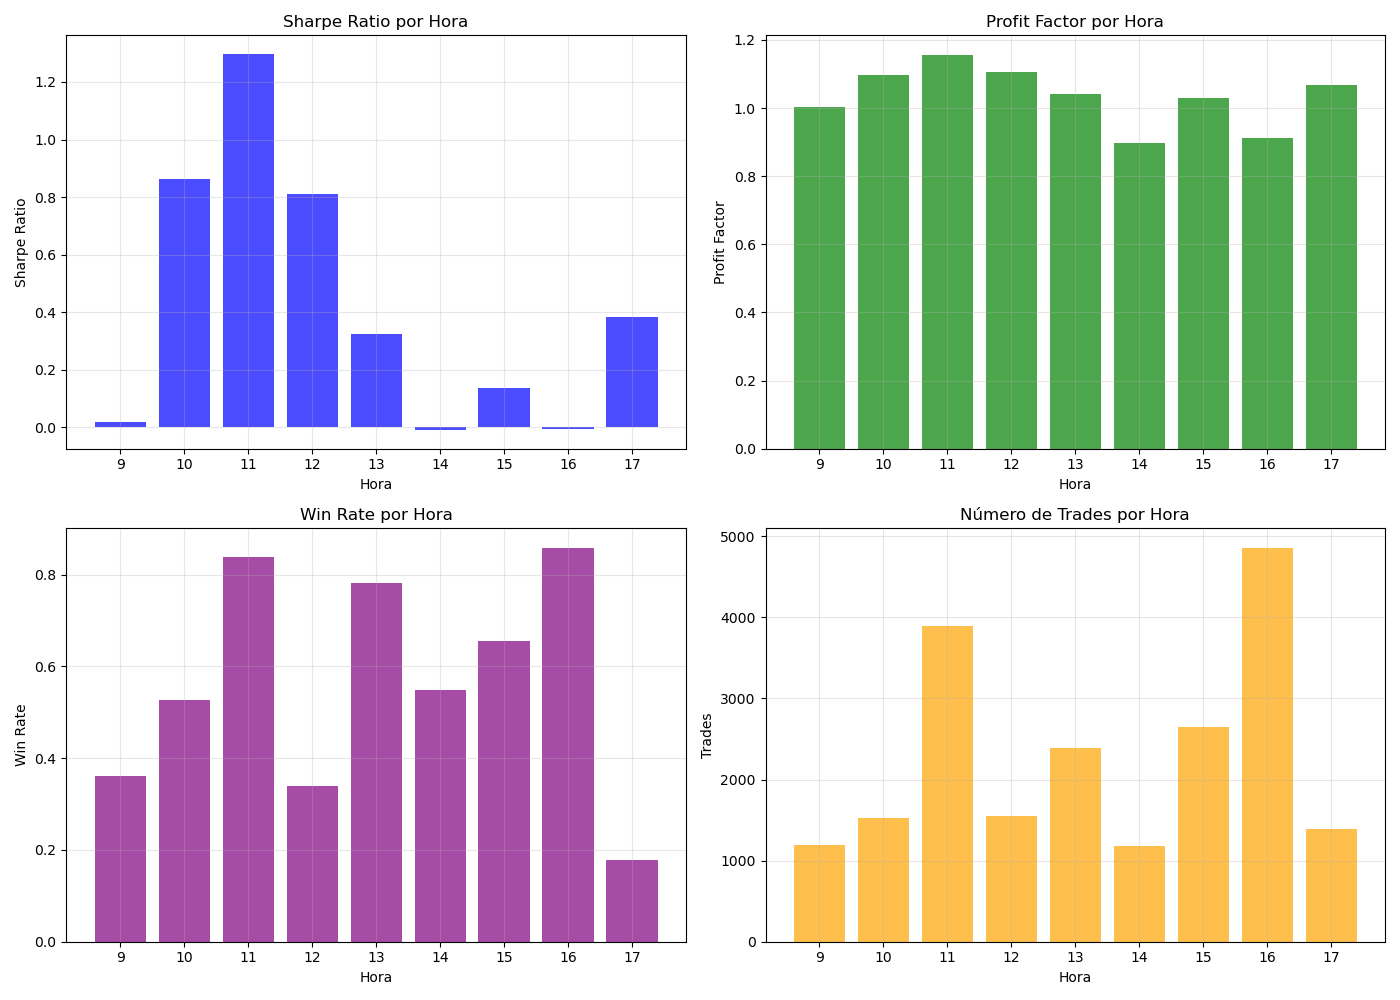 Sharpe Ratio por Hora
Sharpe Ratio
1.2
1.0
0.8
0.6
0.4
0.2
0.0
9 10 11 12 13 14 15 16 17
Hora
Profit Factor por Hora
Profit Factor
1.2
1.0
0.8
0.6
0.4
0.2
0.0
9 10 11 12 13 14 15 16 17
Hora
Win Rate por Hora
Win Rate
0.8
0.6
0.4
0.2
0.0
9 10 11 12 13 14 15 16 17
Hora
Número de Trades por Hora
Trades
5000
4000
3000
2000
1000
0
9 10 11 12 13 14 15 16 17
Hora